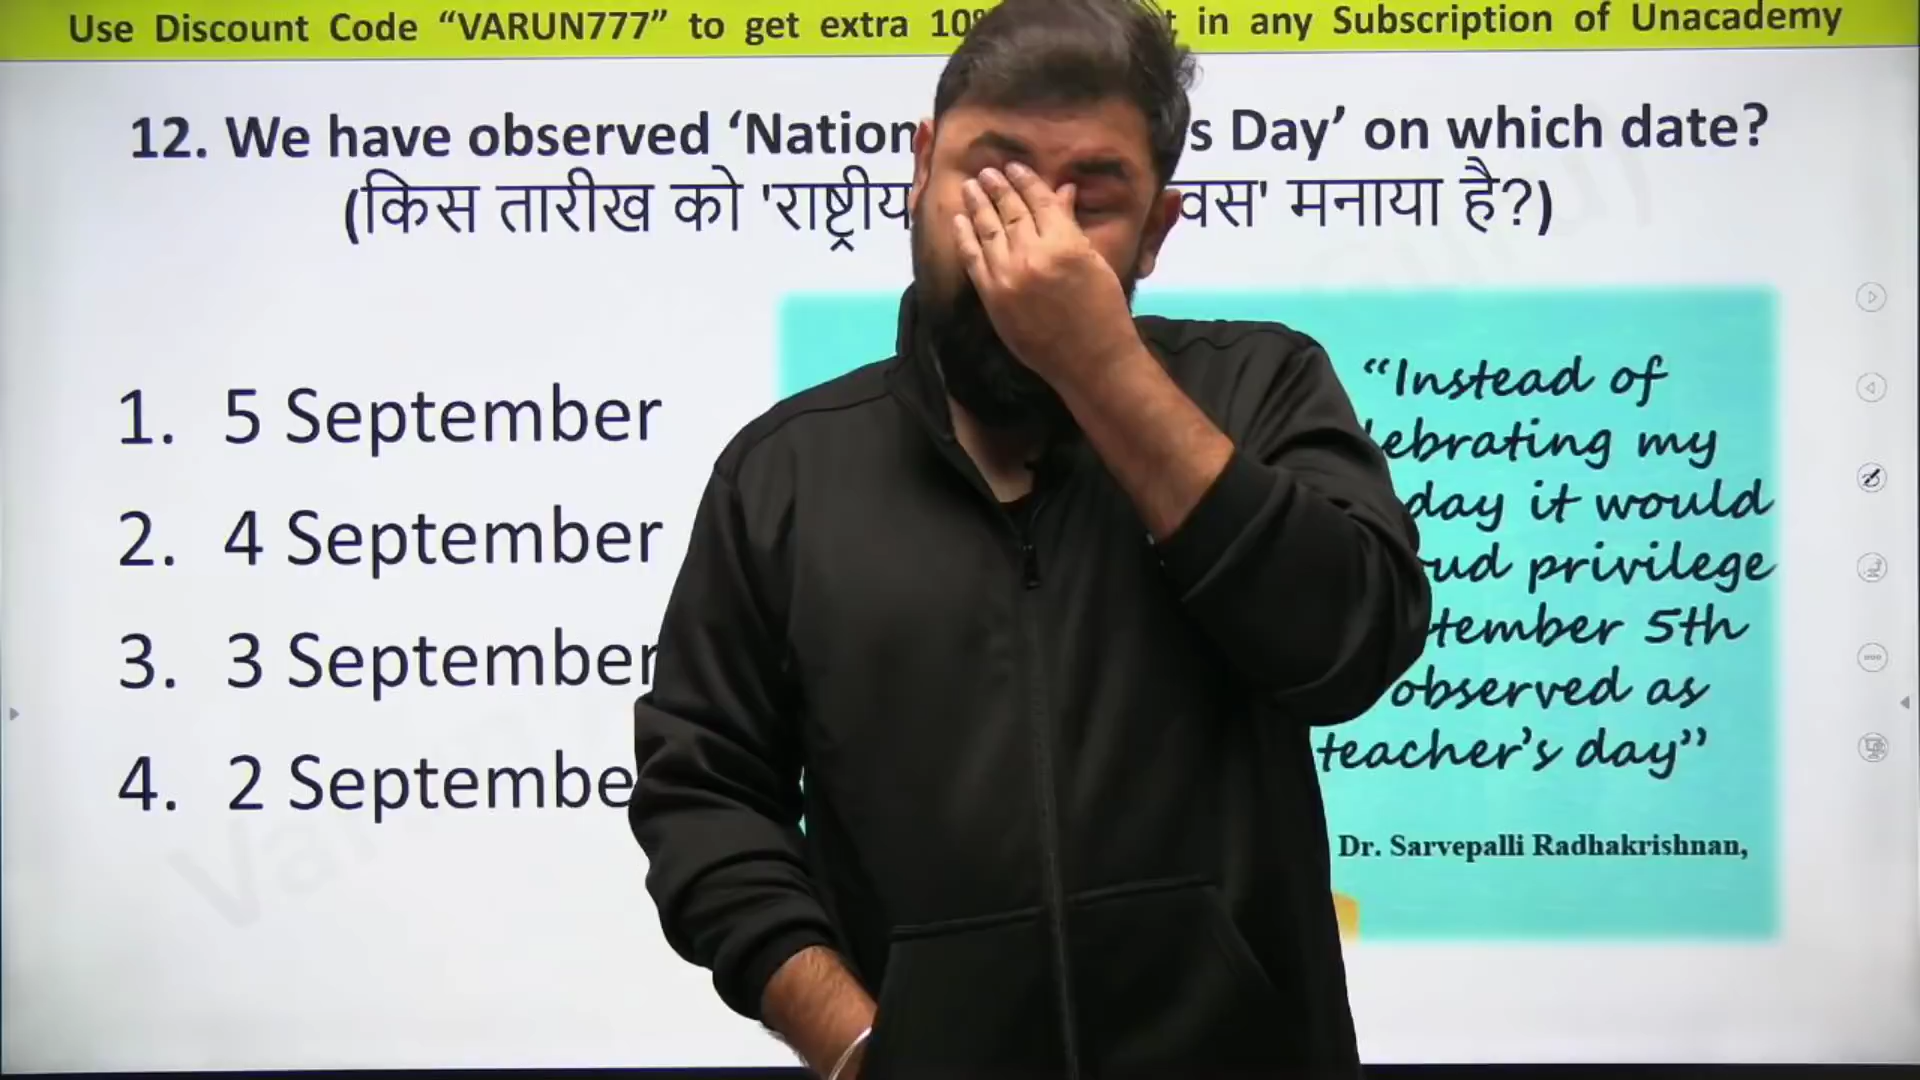 Use Discount Code “VARUN777” to get extra 10% in any Subscription of Unacademy
12. We have observed ‘Nation s Day’ on which date?
(किस तारीख को 'राष्ट्रीय वस' मनाया है?)
1. 5 September
2. 4 September
3. 3 September
4. 2 Septembe
“Instead of
lebrating my
day it would
oud privilege
tember 5th
observed as
teacher’s day”
Dr. Sarvepalli Radhakrishnan,